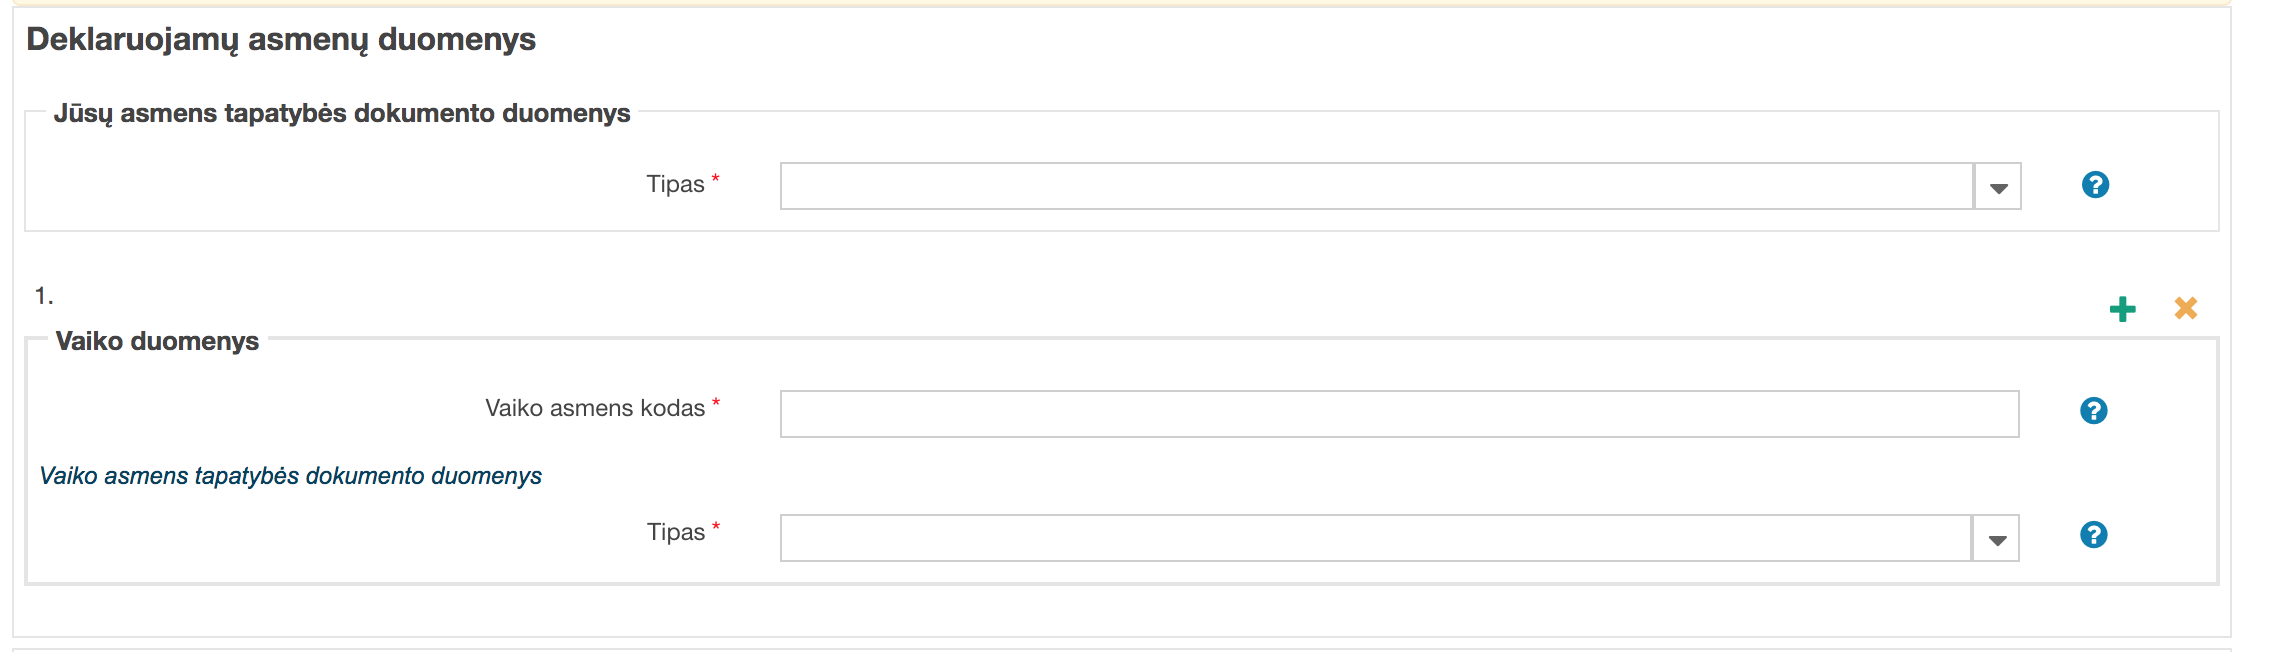 Deklaruojamų asmenų duomenys
Jūsų asmens tapatybės dokumento duomenys
Tipas *
1.
Vaiko duomenys
Vaiko asmens kodas *
Vaiko asmens tapatybės dokumento duomenys
Tipas *